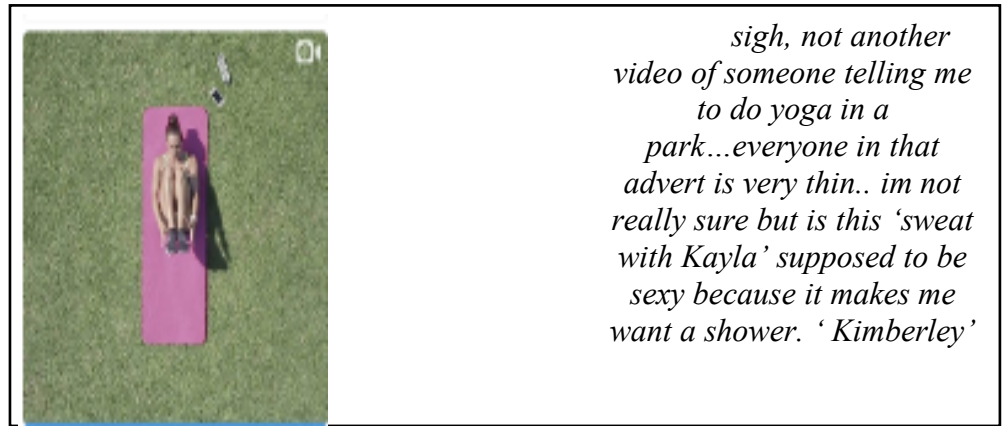 sigh, not another
video of someone telling me
to do yoga in a
park…everyone in that
advert is very thin.. im not
really sure but is this ‘sweat
with Kayla’ supposed to be
sexy because it makes me
want a shower. ‘ Kimberley’